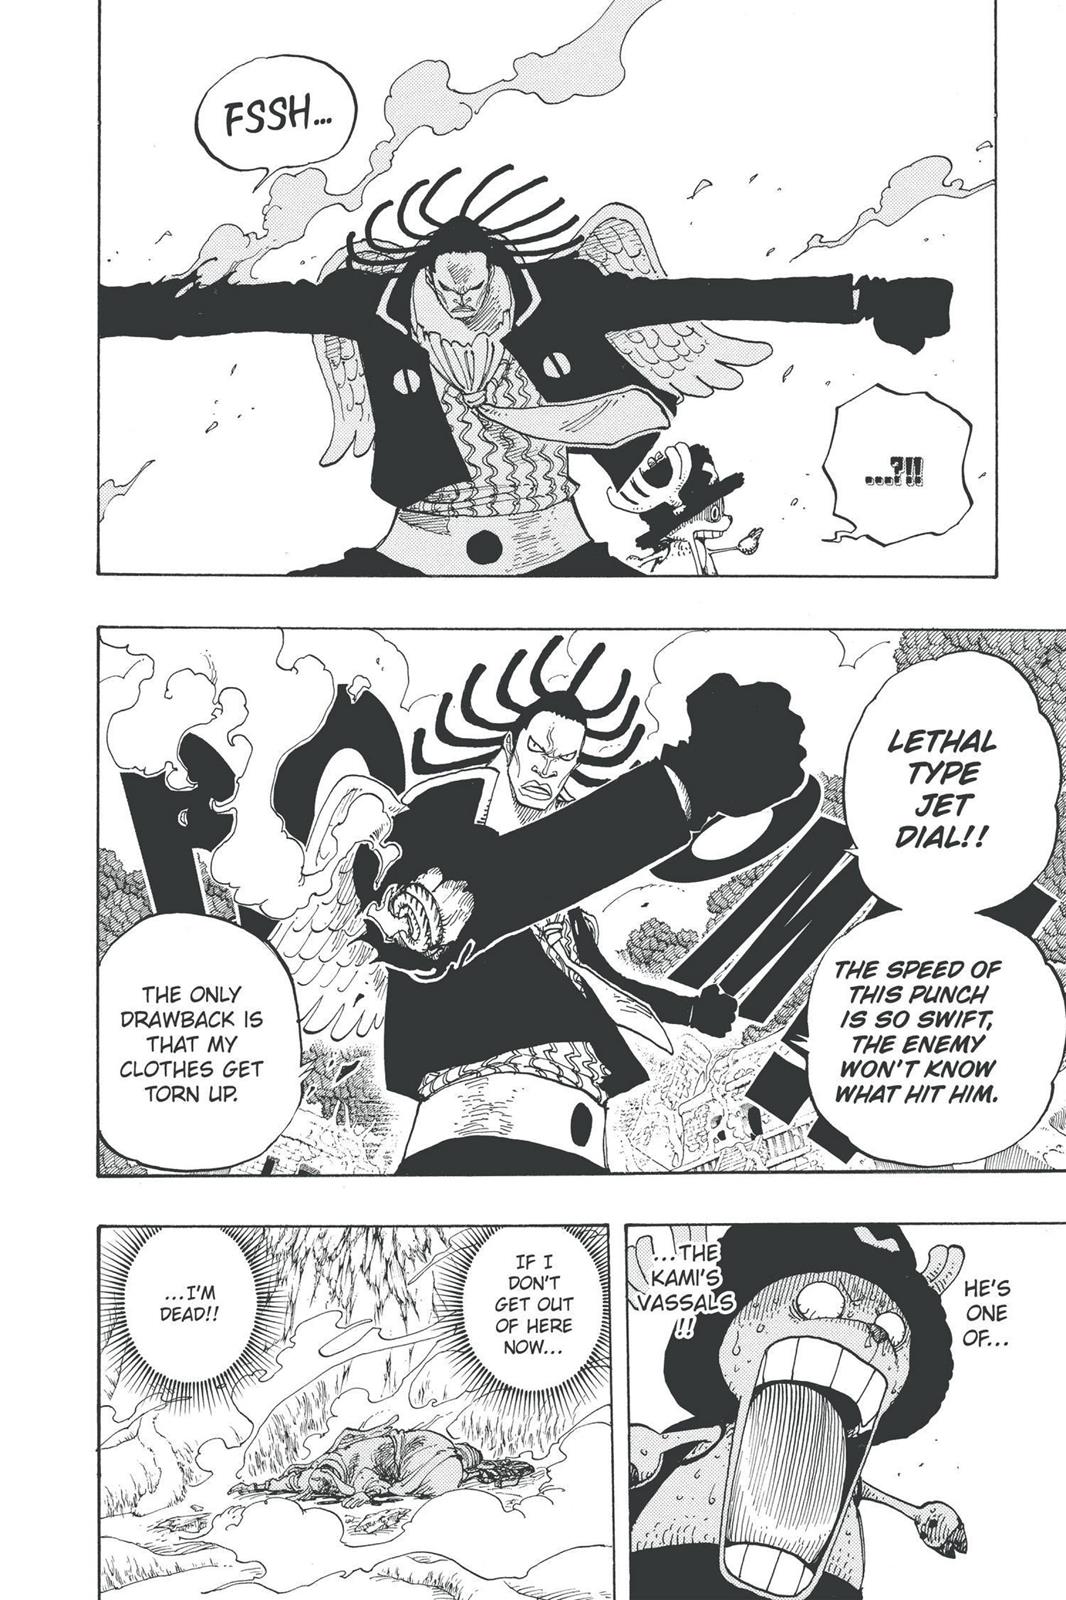 FSSH...
...?!!
LETHAL
TYPE
JET
DIAL!!
THE SPEED OF
THIS PUNCH
IS SO SWIFT,
THE ENEMY
WON'T KNOW
WHAT HIT HIM.
THE ONLY
DRAWBACK IS
THAT MY
CLOTHES GET
TORN UP.
HE'S
ONE
OF...
...THE
KAMI'S
VASSALS
!!
IF I
DON'T
GET OUT
OF HERE
NOW...
...I'M
DEAD!!